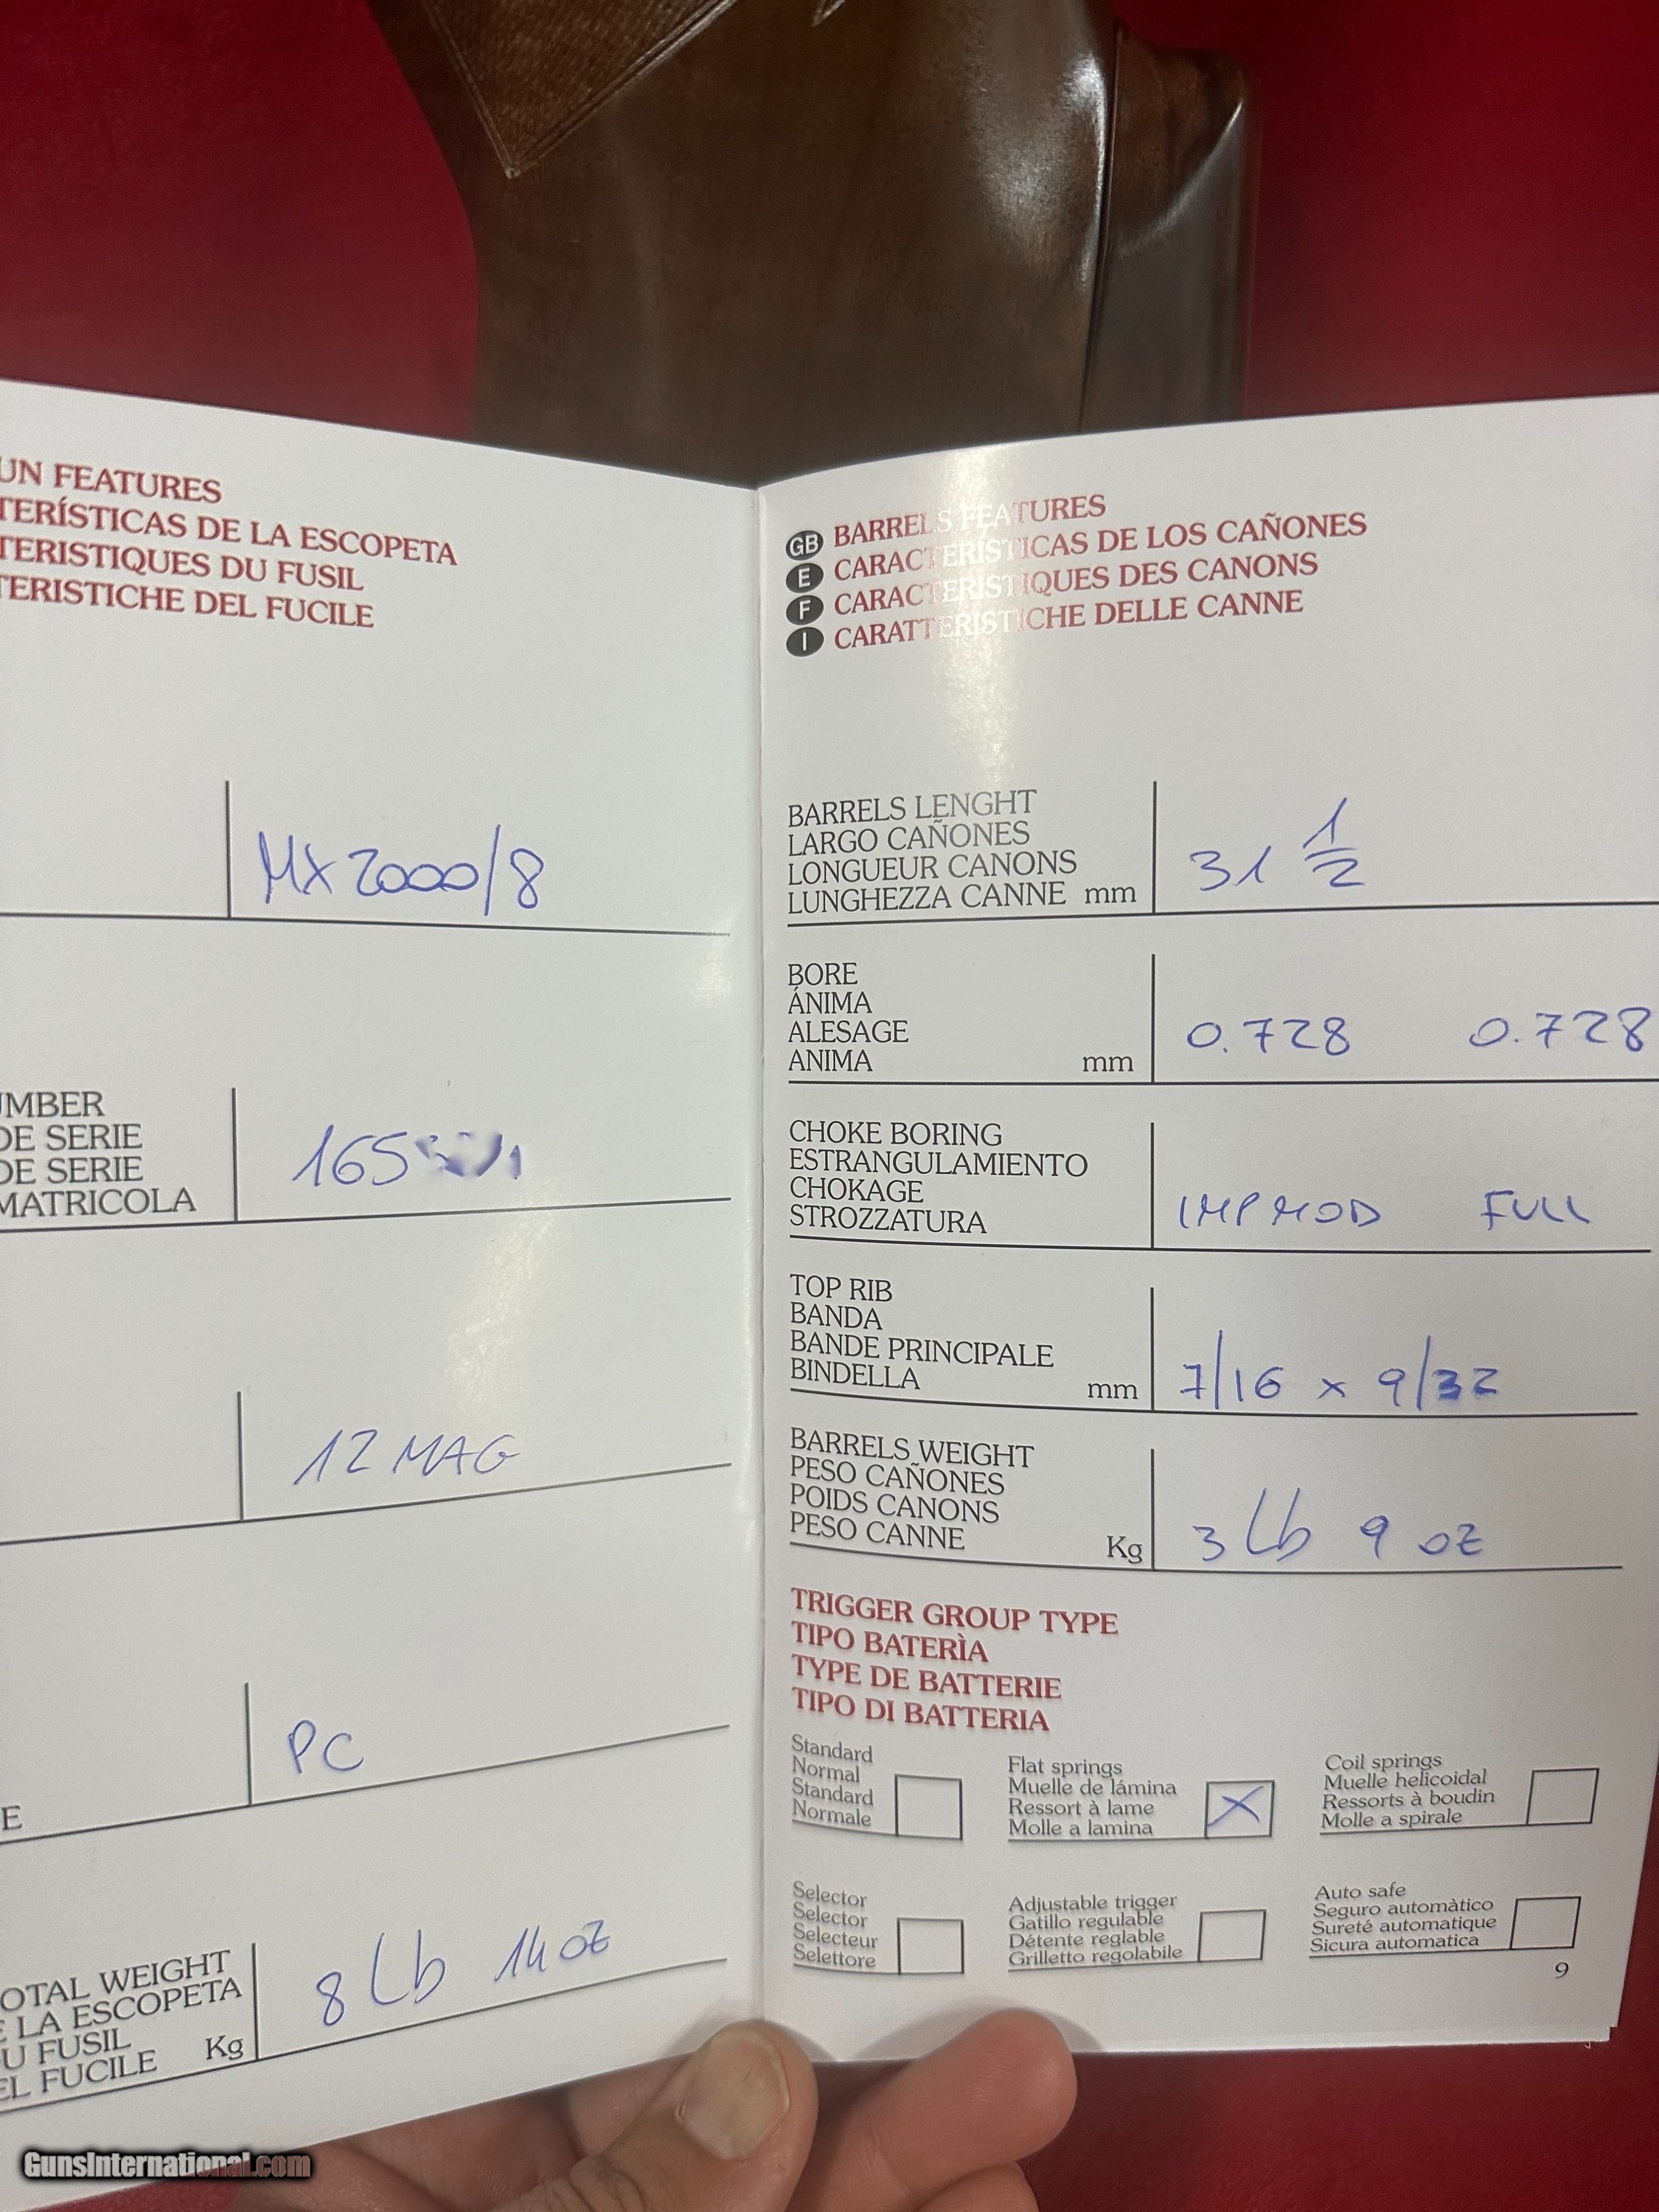 UN FEATURES
TERÍSTICAS DE LA ESCOPETA
TERISTIQUES DU FUSIL
TERISTICHE DEL FUCILE
MX 2000/8
UMBER
DE SERIE
DE SERIE
MATRICOLA
165
12 MAG
PC
E
OTAL WEIGHT
E LA ESCOPETA
U FUSIL
EL FUCILE Kg
8 Lb 14 oz
GB BARRELS FEATURES
E CARACTERÍSTICAS DE LOS CAÑONES
F CARACTERISTIQUES DES CANONS
I CARATTERISTICHE DELLE CANNE
BARRELS LENGHT
LARGO CAÑONES
LONGUEUR CANONS
LUNGHEZZA CANNE mm
31 1/2
BORE
ÁNIMA
ALESAGE
ANIMA mm
0.728 0.728
CHOKE BORING
ESTRANGULAMIENTO
CHOKAGE
STROZZATURA
IMP MOD FULL
TOP RIB
BANDA
BANDE PRINCIPALE
BINDELLA mm
7/16 x 9/32
BARRELS WEIGHT
PESO CAÑONES
POIDS CANONS
PESO CANNE Kg
3 Lb 9 oz
TRIGGER GROUP TYPE
TIPO BATERÌA
TYPE DE BATTERIE
TIPO DI BATTERIA
Standard
Normal
Standard
Normale
Flat springs
Muelle de lámina
Ressort à lame
Molle a lamina
X
Coil springs
Muelle helicoidal
Ressorts à boudin
Molle a spirale
Selector
Selector
Selecteur
Selettore
Adjustable trigger
Gatillo regulable
Détente reglable
Grilletto regolabile
Auto safe
Seguro automàtico
Sureté automatique
Sicura automatica
9
GunsInternational.com